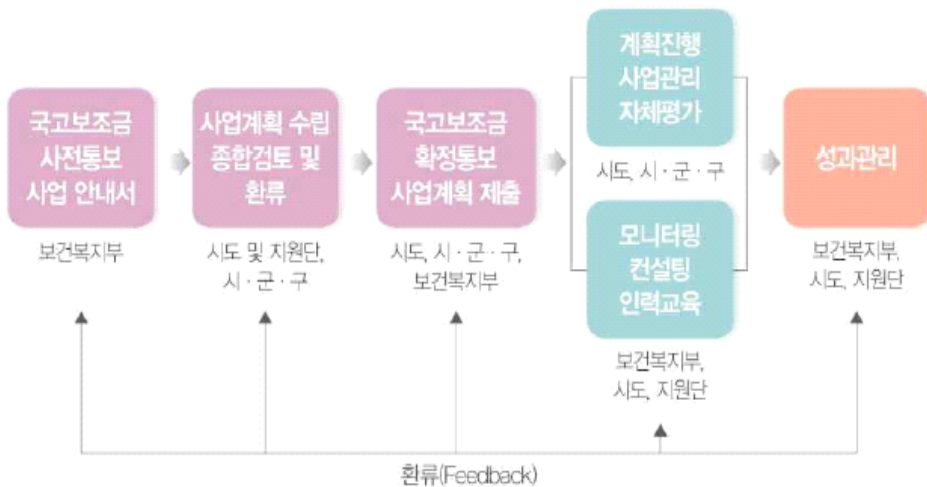 국고보조금
사전통보
사업 안내서
보건복지부
사업계획 수립
종합검토 및
환류
시도 및 지원단,
시·군·구
국고보조금
확정통보
사업계획 제출
시도, 시·군·구,
보건복지부
계획진행
사업관리
자체평가
시도, 시·군·구
모니터링
컨설팅
인력교육
보건복지부,
시도, 지원단
성과관리
보건복지부,
시도, 지원단
환류(Feedback)